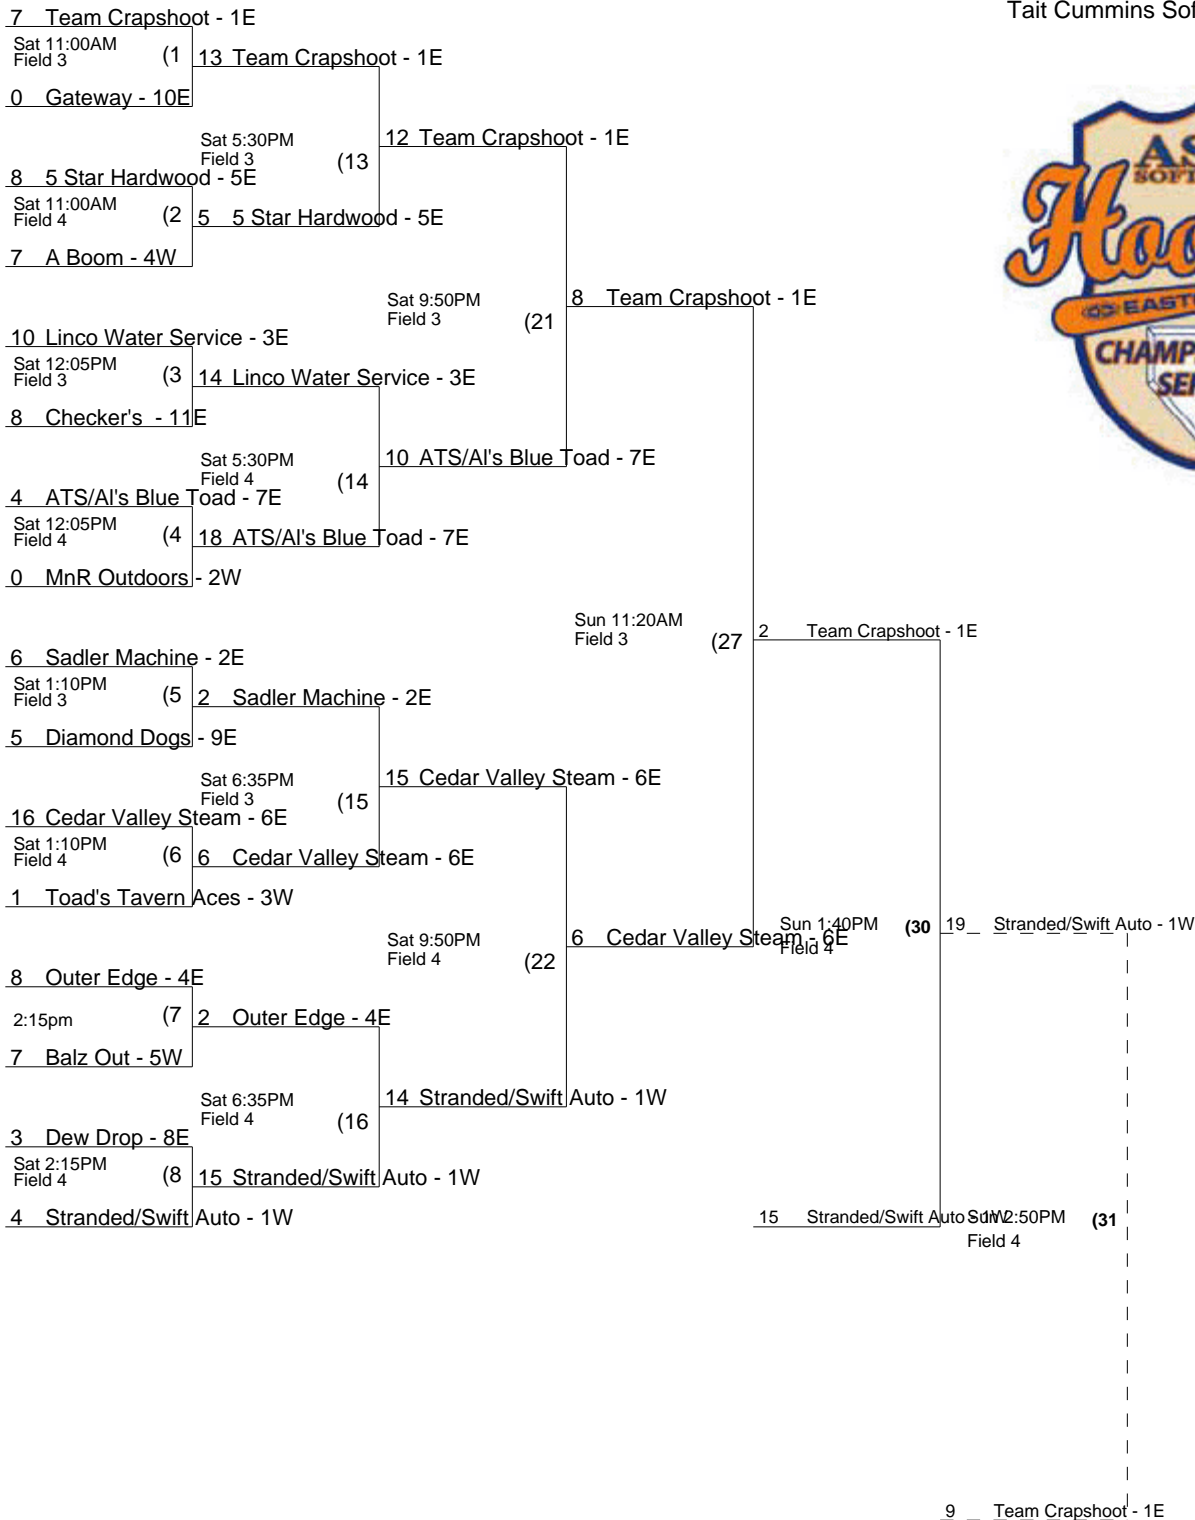 Tait Cummins Sof
7 Team Crapshoot - 1E
Sat 11:00AM
Field 3
(1
13 Team Crapshoot - 1E
0 Gateway - 10E
Sat 5:30PM
Field 3
(13
12 Team Crapshoot - 1E
8 5 Star Hardwood - 5E
Sat 11:00AM
Field 4
(2
5 5 Star Hardwood - 5E
7 A Boom - 4W
Sat 9:50PM
Field 3
(21
8 Team Crapshoot - 1E
10 Linco Water Service - 3E
Sat 12:05PM
Field 3
(3
14 Linco Water Service - 3E
8 Checker's - 11E
Sat 5:30PM
Field 4
(14
10 ATS/Al's Blue Toad - 7E
4 ATS/Al's Blue Toad - 7E
Sat 12:05PM
Field 4
(4
18 ATS/Al's Blue Toad - 7E
0 MnR Outdoors - 2W
Sun 11:20AM
Field 3
(27
2 Team Crapshoot - 1E
6 Sadler Machine - 2E
Sat 1:10PM
Field 3
(5
2 Sadler Machine - 2E
5 Diamond Dogs - 9E
Sat 6:35PM
Field 3
(15
15 Cedar Valley Steam - 6E
16 Cedar Valley Steam - 6E
Sat 1:10PM
Field 4
(6
6 Cedar Valley Steam - 6E
1 Toad's Tavern Aces - 3W
Sat 9:50PM
Field 4
(22
6 Cedar Valley Steam - 6E
Sun 1:40PM
Field 4
(30
19 Stranded/Swift Auto - 1W
8 Outer Edge - 4E
2:15pm
(7
2 Outer Edge - 4E
7 Balz Out - 5W
Sat 6:35PM
Field 4
(16
14 Stranded/Swift Auto - 1W
3 Dew Drop - 8E
Sat 2:15PM
Field 4
(8
15 Stranded/Swift Auto - 1W
4 Stranded/Swift Auto - 1W
15 Stranded/Swift Auto - 1W
Sun 2:50PM
Field 4
(31
9 Team Crapshoot - 1E
AS
SOFT
Hoo
EAST
CHAMP
SER